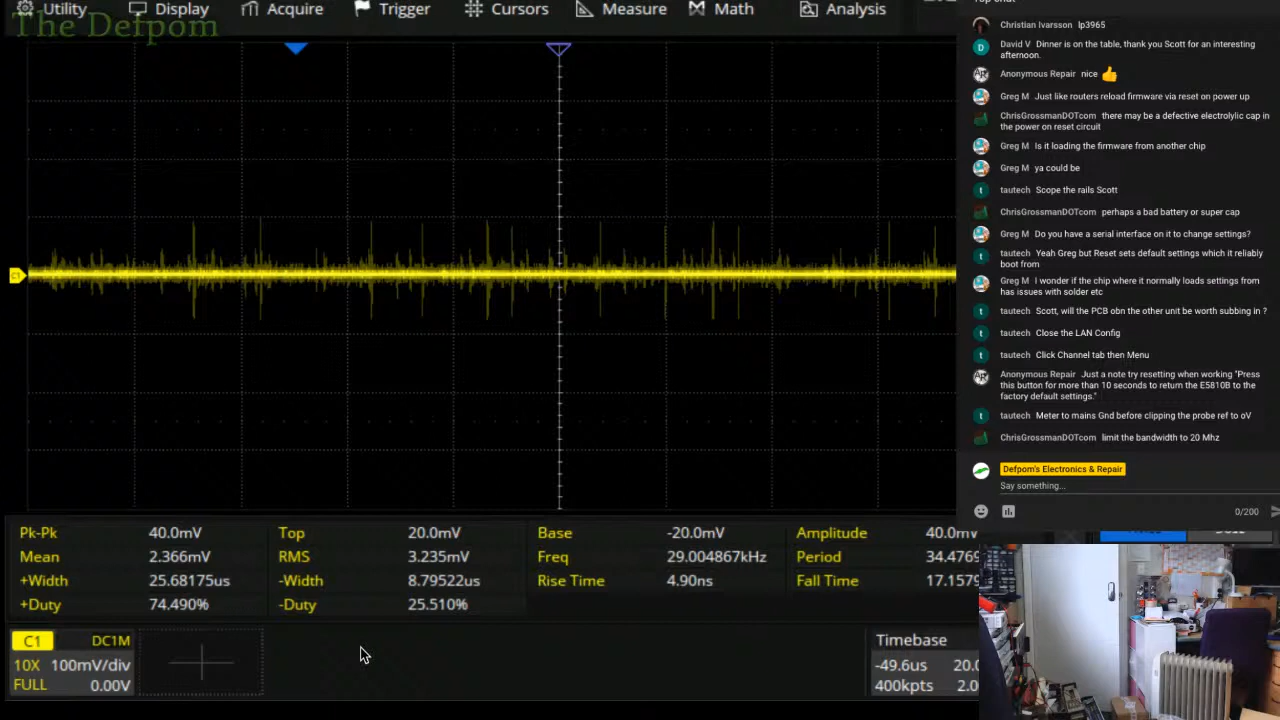 Utility
Display
Acquire
Trigger
Cursors
Measure
Math
Analysis
The Defpom
C1
Pk-Pk 40.0mV Top 20.0mV Base -20.0mV Amplitude 40.0mV
Mean 2.366mV RMS 3.235mV Freq 29.004867kHz Period 34.4769
+Width 25.68175us -Width 8.79522us Rise Time 4.90ns Fall Time 17.1579
+Duty 74.490% -Duty 25.510%
C1 DC1M
10X 100mV/div
FULL 0.00V
Timebase
-49.6us 20.0
400kpts 2.0
Christian Ivarsson lp3965
David V Dinner is on the table, thank you Scott for an interesting
afternoon.
Anonymous Repair nice
Greg M Just like routers reload firmware via reset on power up
ChrisGrossmanDOTcom there may be a defective electrolytic cap in
the power on reset circuit
Greg M Is it loading the firmware from another chip
Greg M ya could be
tautech Scope the rails Scott
ChrisGrossmanDOTcom perhaps a bad battery or super cap
Greg M Do you have a serial interface on it to change settings?
tautech Yeah Greg but Reset sets default settings which it reliably
boot from
Greg M I wonder if the chip where it normally loads settings from
has issues with solder etc
tautech Scott, will the PCB obn the other unit be worth subbing in ?
tautech Close the LAN Config
tautech Click Channel tab then Menu
Anonymous Repair Just a note try resetting when working "Press
this button for more than 10 seconds to return the E5810B to the
factory default settings."
tautech Meter to mains Gnd before clipping the probe ref to oV
ChrisGrossmanDOTcom limit the bandwidth to 20 Mhz
Defpom's Electronics & Repair
Say something...
0/200